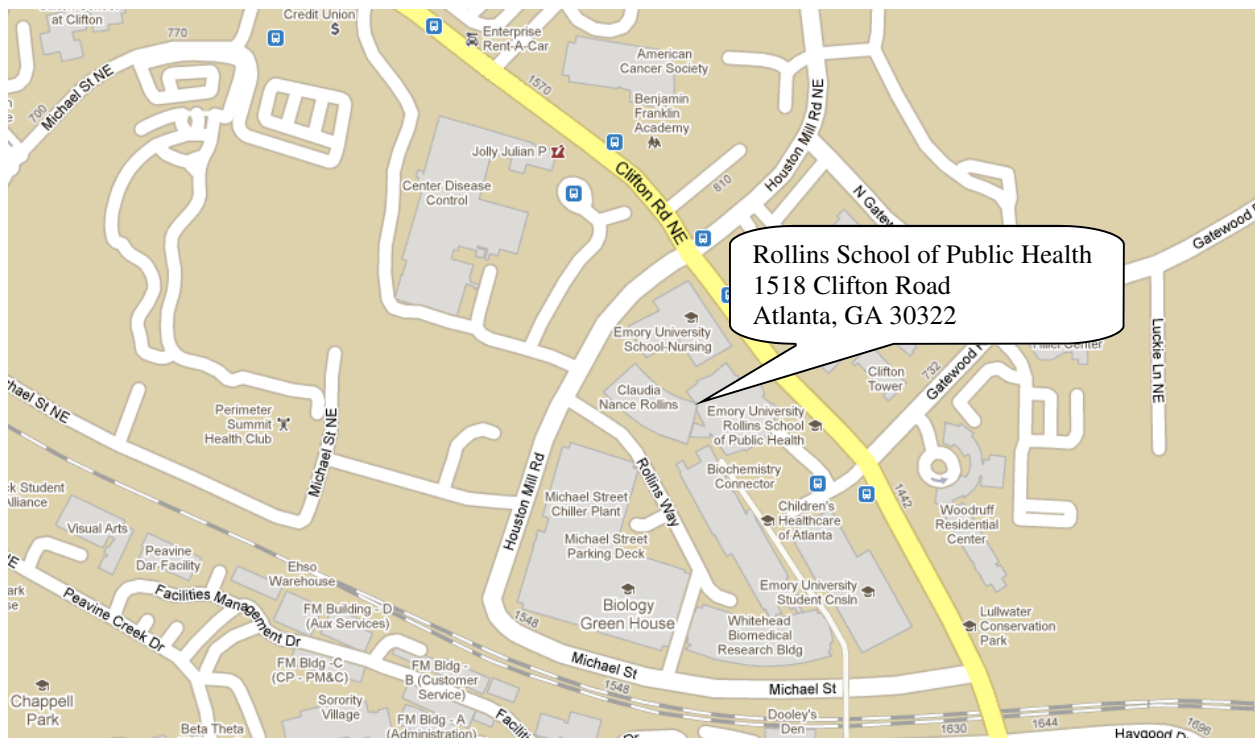 at Clifton
Credit Union
$
770
Enterprise
Rent-A-Car
American
Cancer Society
1570
Benjamin
Franklin
Academy
Michael St NE
700
Houston Mill Rd NE
Jolly Julian P
Clifton Rd NE
810
Center Disease
Control
N Gatew
Gatewood
Rollins School of Public Health
1518 Clifton Road
Atlanta, GA 30322
Emory University
School-Nursing
Luckie Ln NE
Clifton
Tower
732
Gatewood
Claudia
Nance Rollins
hael St NE
Perimeter
Summit
Health Club
Michael St NE
Emory University
Rollins School
of Public Health
Houston Mill Rd
Rollins Way
Biochemistry
Connector
k Student
Alliance
Michael Street
Chiller Plant
Children's
Healthcare
of Atlanta
1442
Woodruff
Residential
Center
Visual Arts
Michael Street
Parking Deck
Peavine
Dar Facility
Ehso
Warehouse
NE
ark
se
Facilities Management Dr
Peavine Creek Dr
Emory University
Student Cnsln
Biology
Green House
FM Building - D
(Aux Services)
1548
Whitehead
Biomedical
Research Bldg
Lullwater
Conservation
Park
FM Bldg -C
(CP - PM&C)
FM Bldg -
B (Customer
Service)
Michael St
1548
Michael St
Chappell
Park
Sorority
Village
Facilit
Beta Theta
FM Bldg - A
(Administration)
Dr
Dooley's
Den
1630
1644
1696
Haygood D